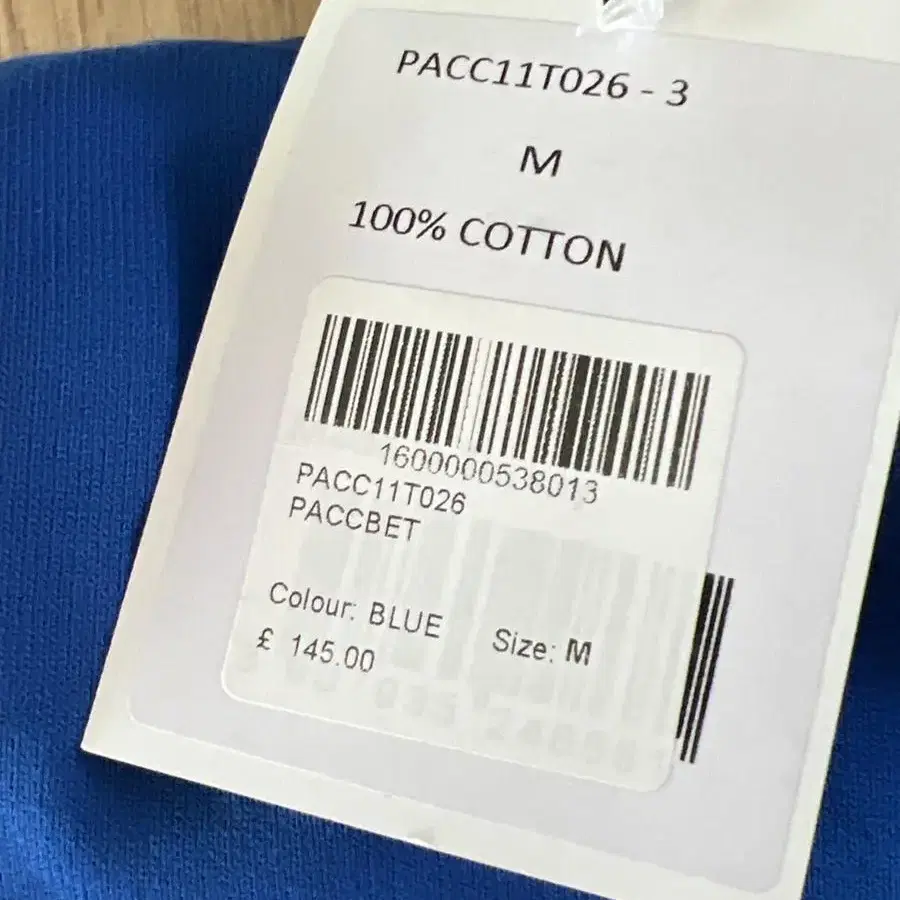 PACC11T026 - 3
M
100% COTTON
1600000538013
PACC11T026
PACCBET
Colour: BLUE
Size: M
£ 145.00